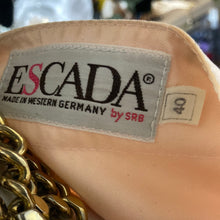 ESCADA®
MADE IN WESTERN GERMANY
by SRB
40